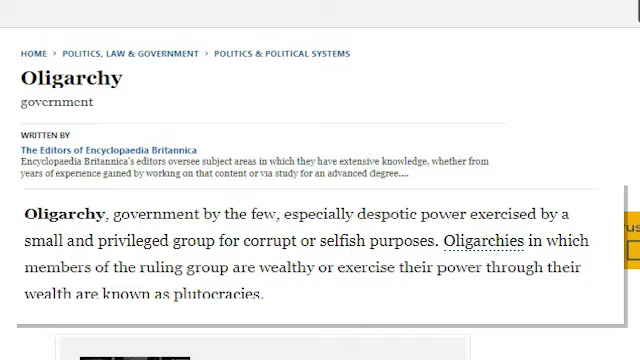 HOME > POLITICS, LAW & GOVERNMENT > POLITICS & POLITICAL SYSTEMS
Oligarchy
government
WRITTEN BY
The Editors of Encyclopaedia Britannica
Encyclopaedia Britannica's editors oversee subject areas in which they have extensive knowledge, whether from
years of experience gained by working on that content or via study for an advanced degree....
Oligarchy, government by the few, especially despotic power exercised by a
small and privileged group for corrupt or selfish purposes. Oligarchies in which
members of the ruling group are wealthy or exercise their power through their
wealth are known as plutocracies.